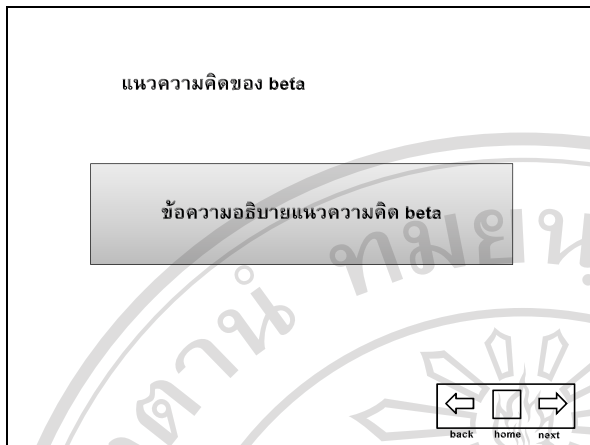 แนวความคิดของ beta
ข้อความอธิบายแนวความคิด beta
back home next